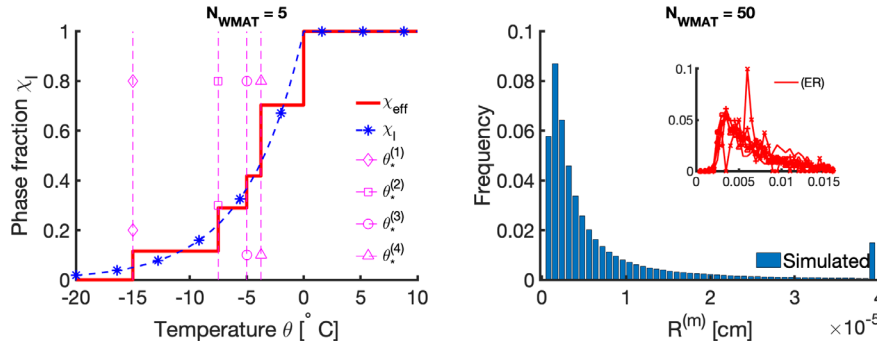 N_WMAT = 5
Phase fraction χ_l
1
0.8
0.6
0.4
0.2
0
-20
-15
-10
-5
0
5
10
Temperature θ [° C]
χ_eff
χ_l
θ_*^(1)
θ_*^(2)
θ_*^(3)
θ_*^(4)
N_WMAT = 50
Frequency
0.1
0.08
0.06
0.04
0.02
0
0
1
2
3
4
×10^-5
R^(m) [cm]
Simulated
0.1
0.05
0
0
0.005
0.01
0.015
(ER)